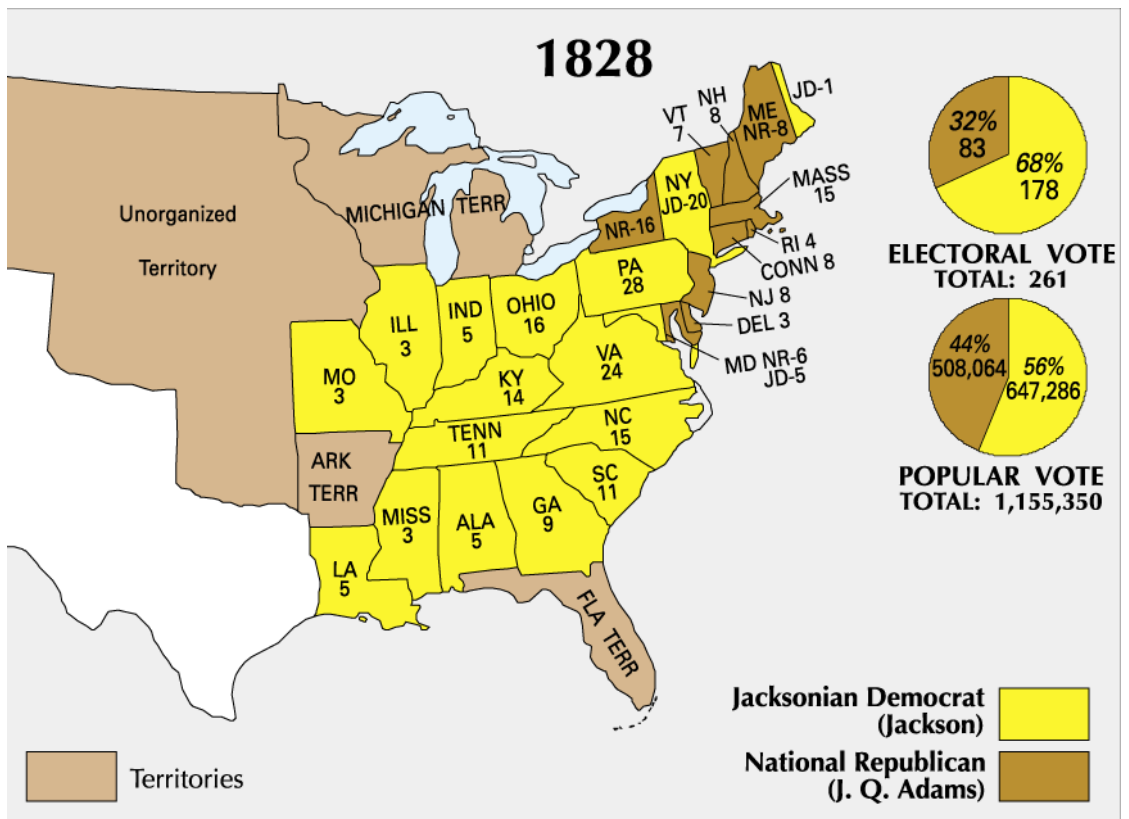 1828
Unorganized
Territory
MICHIGAN TERR
VT
7
NH
8
ME
NR-8
JD-1
MASS
15
NY
JD-20
NR-16
RI 4
CONN 8
PA
28
NJ 8
DEL 3
MD NR-6
JD-5
OHIO
16
IND
5
ILL
3
MO
3
KY
14
VA
24
TENN
11
NC
15
ARK
TERR
SC
11
MISS
3
ALA
5
GA
9
LA
5
FLA TERR
32%
83
68%
178
ELECTORAL VOTE
TOTAL: 261
44%
508,064
56%
647,286
POPULAR VOTE
TOTAL: 1,155,350
Jacksonian Democrat
(Jackson)
National Republican
(J. Q. Adams)
Territories